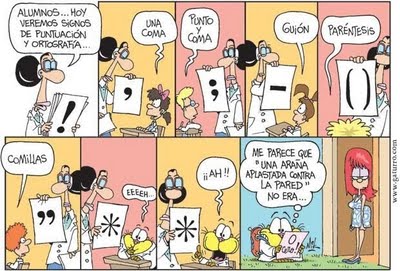 ALUMNOS... HOY
VEREMOS SIGNOS
DE PUNTUACIÓN
Y ORTOGRAFÍA...
!
UNA
COMA
,
PUNTO
Y
COMA
;
GUIÓN
-
PARÉNTESIS
()
COMILLAS
”
EEEEH...
*
¡¡AH!!
*
ME PARECE QUE
"UNA ARAÑA
APLASTADA CONTRA
LA PARED"
NO ERA...
www.gaturro.com